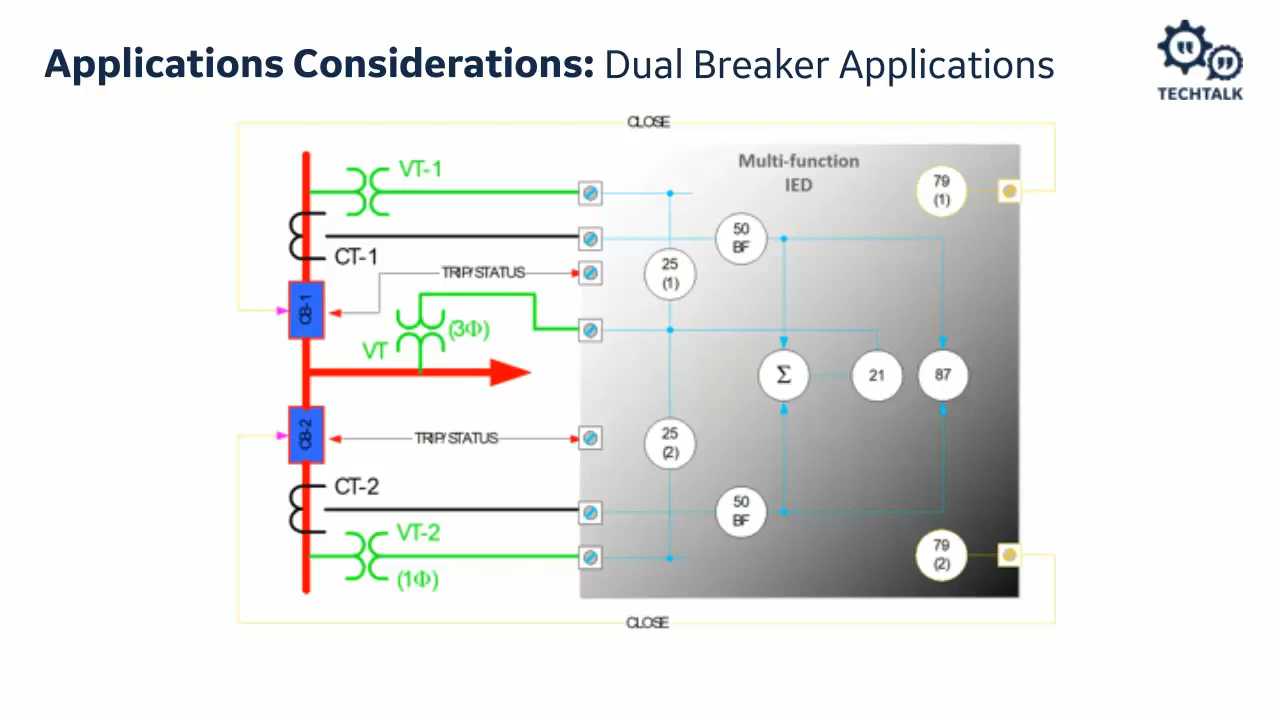 Applications Considerations: Dual Breaker Applications
TECHTALK
CLOSE
VT-1
Multi-function
IED
79
(1)
50
BF
CT-1
25
(1)
TRIP/STATUS
CB-1
(3Φ)
VT
Σ
21
87
CB-2
TRIP/STATUS
25
(2)
CT-2
50
BF
VT-2
(1Φ)
79
(2)
CLOSE